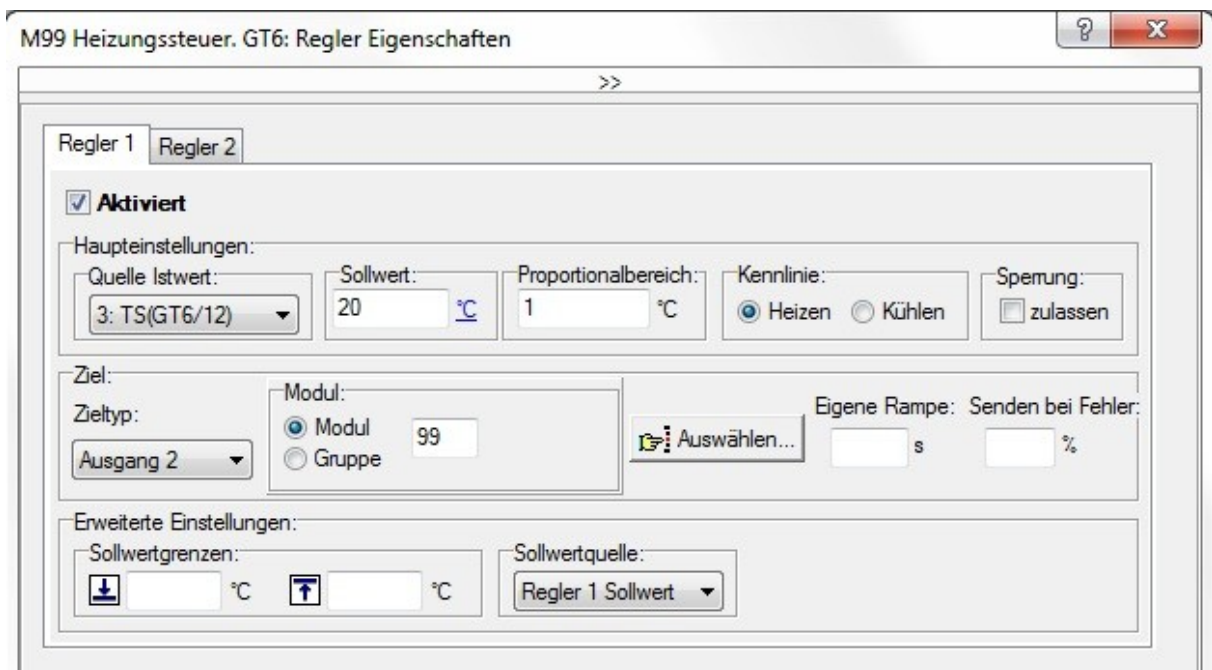 M99 Heizungssteuer. GT6: Regler Eigenschaften
>>
Regler 1 Regler 2
Aktiviert
Haupteinstellungen:
Quelle Istwert: Sollwert: Proportionalbereich: Kennlinie: Sperrung:
3: TS(GT6/12) 20 °C 1 °C Heizen Kühlen zulassen
Ziel:
Zieltyp: Modul: Eigene Rampe: Senden bei Fehler:
Ausgang 2 Modul 99 Auswählen... s %
Gruppe
Erweiterte Einstellungen:
Sollwertgrenzen: Sollwertquelle:
°C °C Regler 1 Sollwert